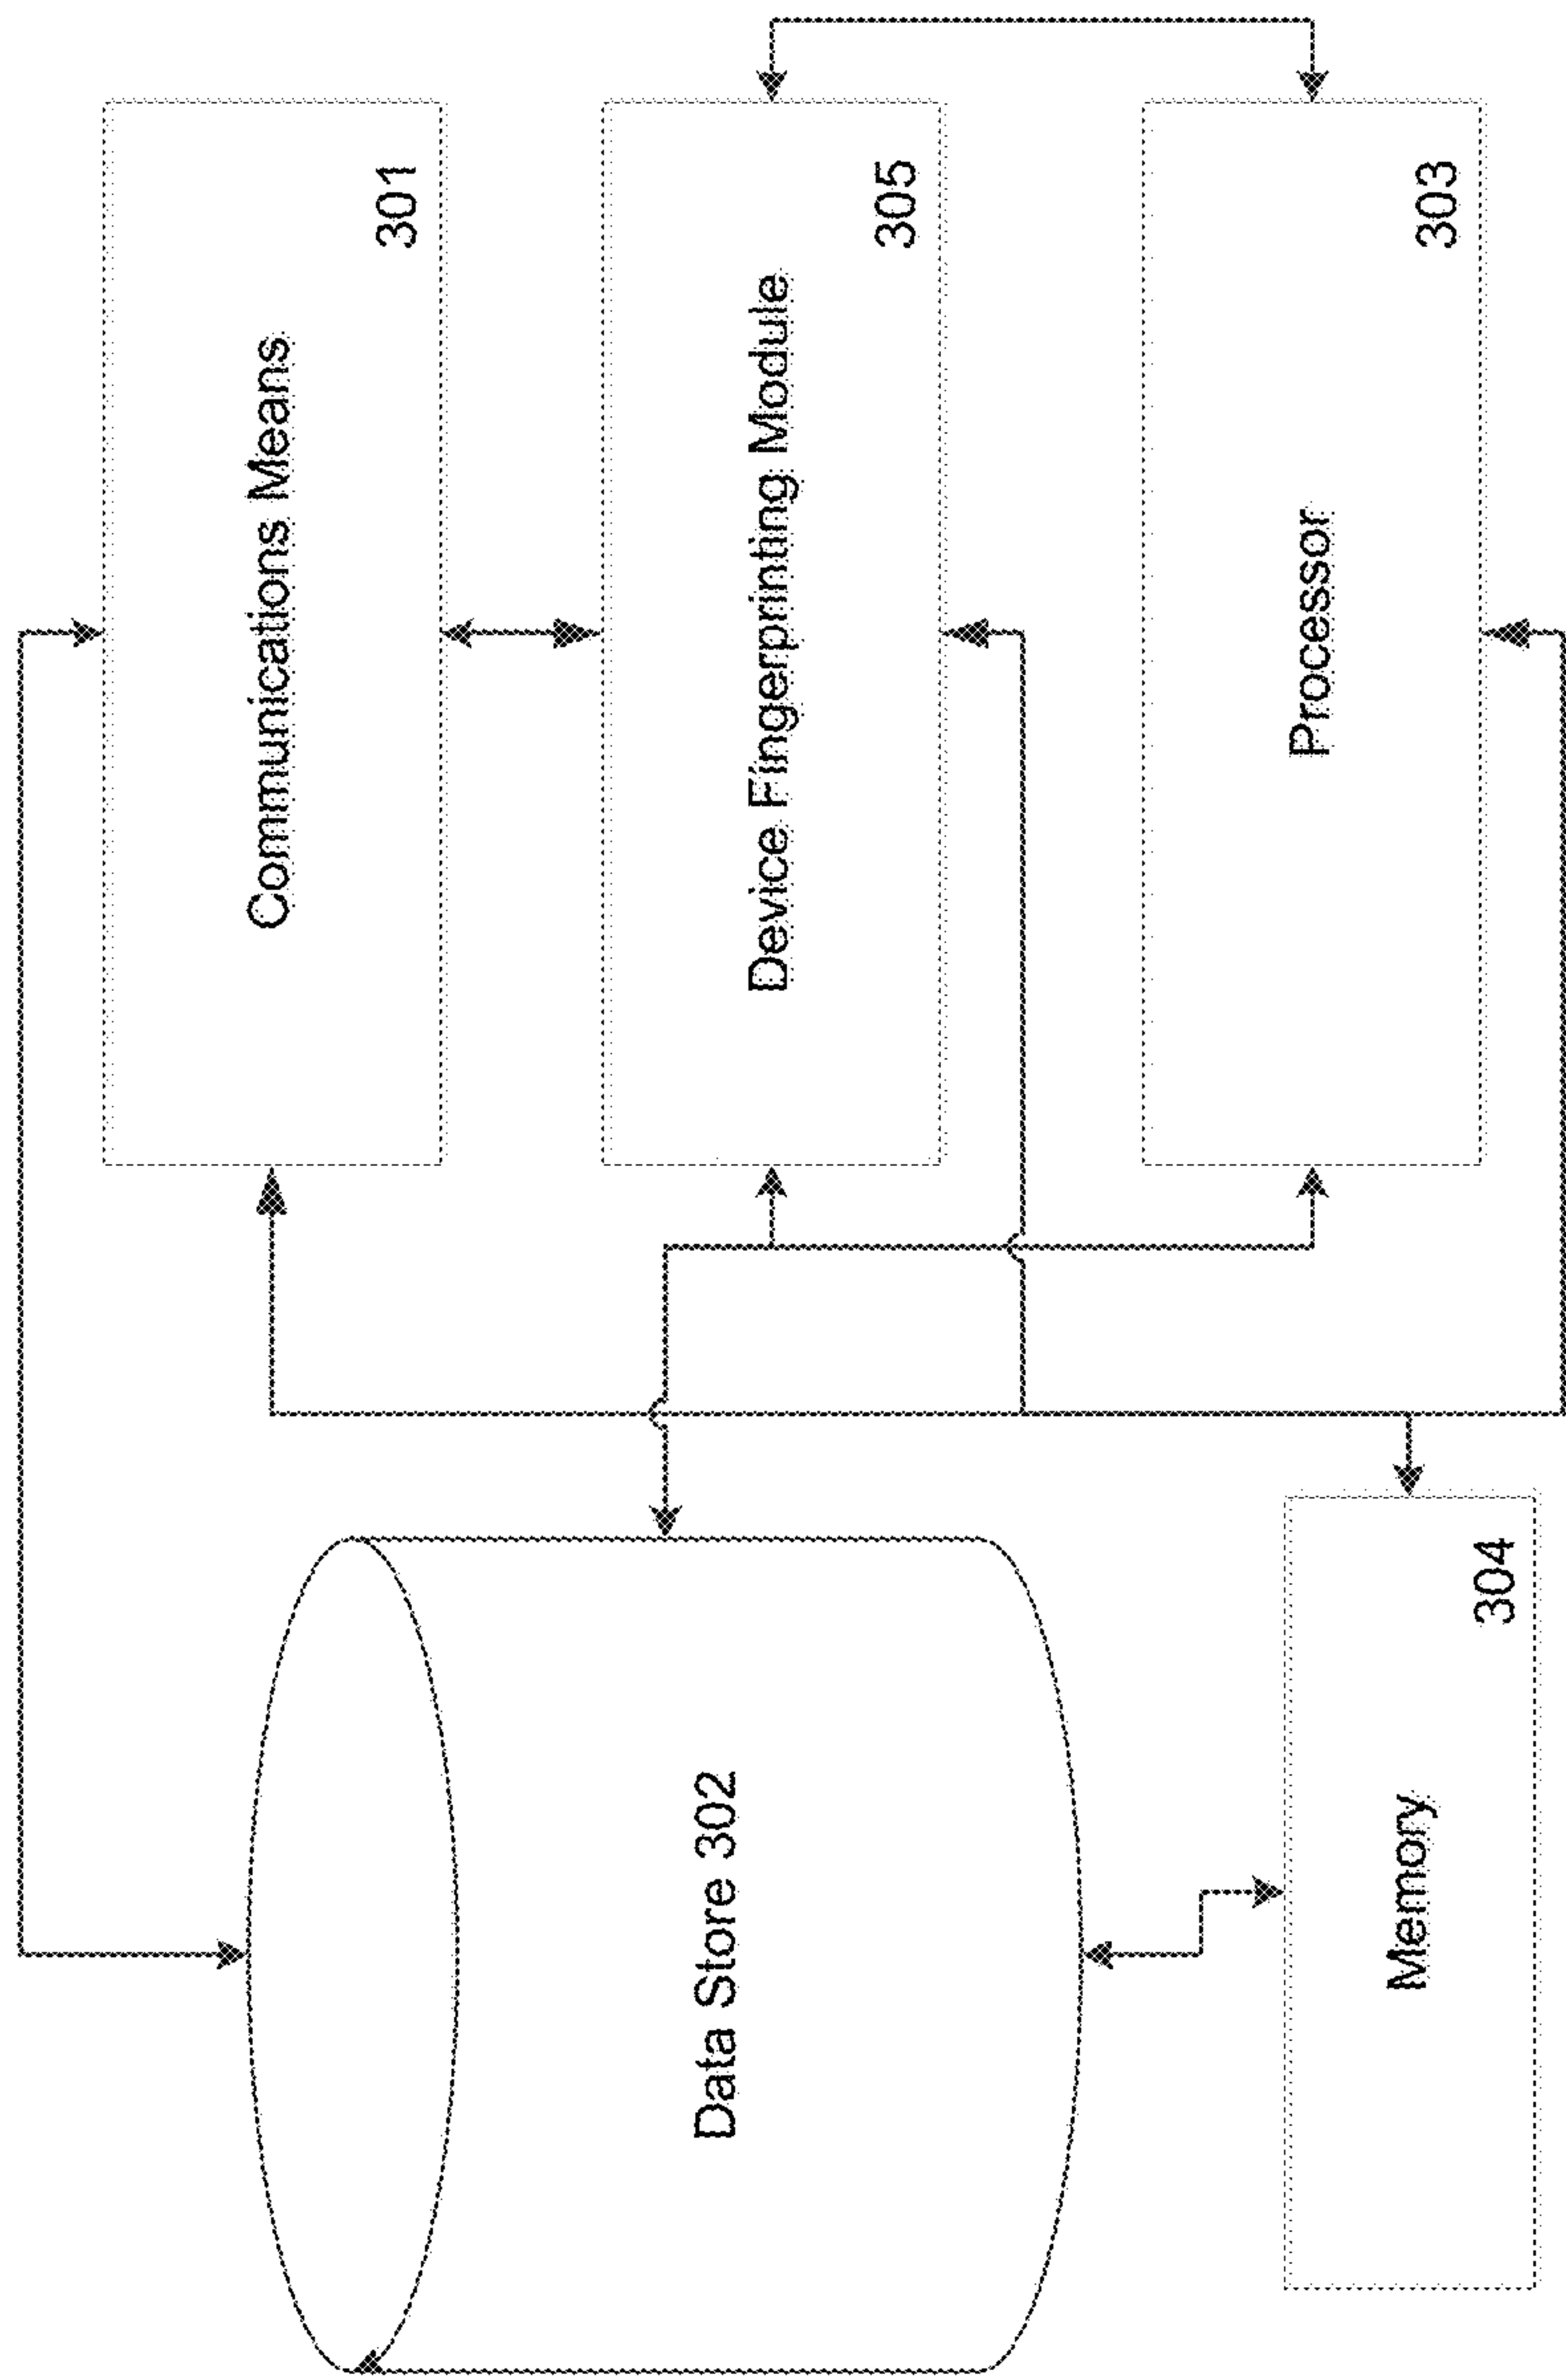 Communications Means
301
Data Store 302
Device Fingerprinting Module
305
Memory
304
Processor
303